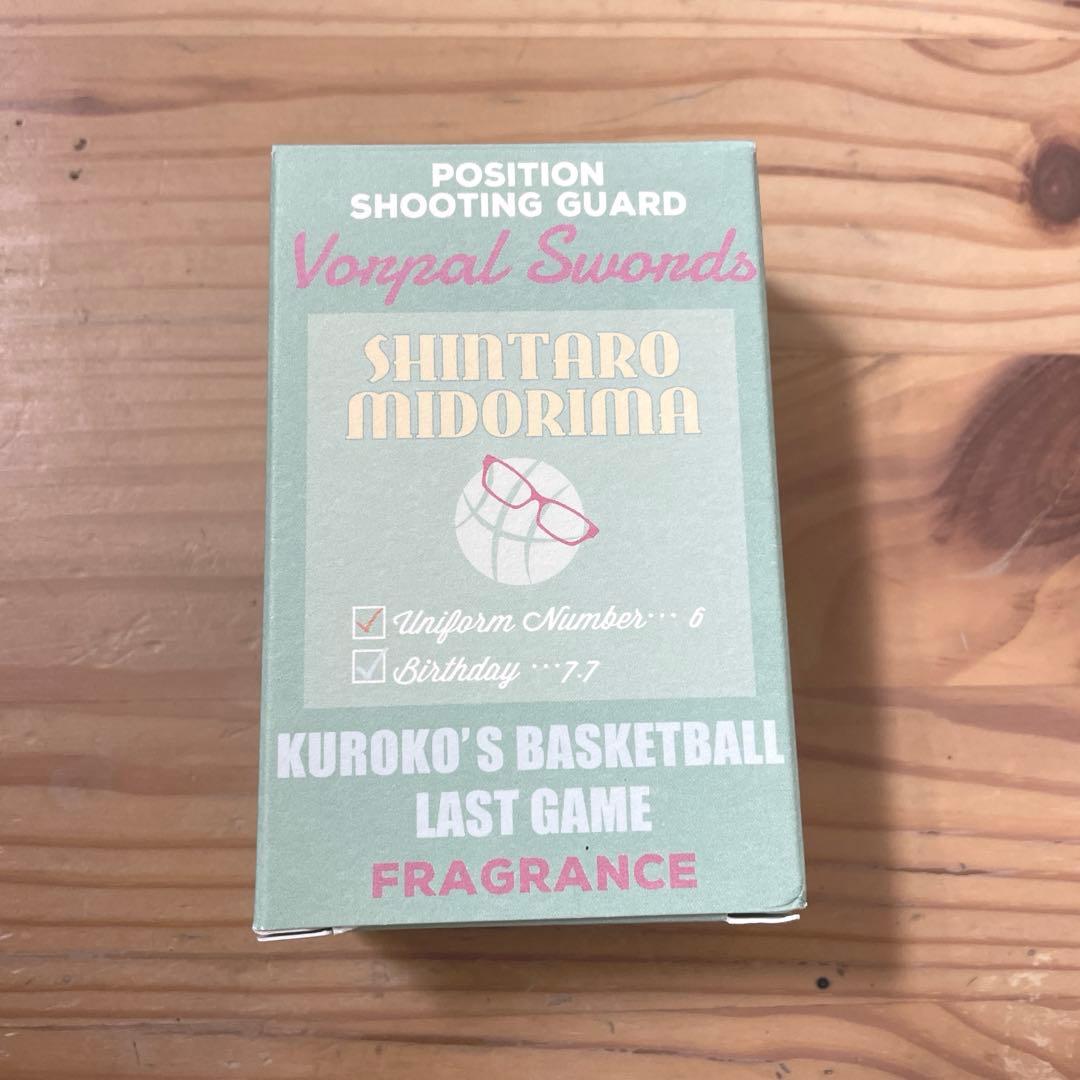 POSITION
SHOOTING GUARD
Vorpal Swords
SHINTARO
MIDORIMA
Uniform Number··· 6
Birthday ···7.7
KUROKO'S BASKETBALL
LAST GAME
FRAGRANCE